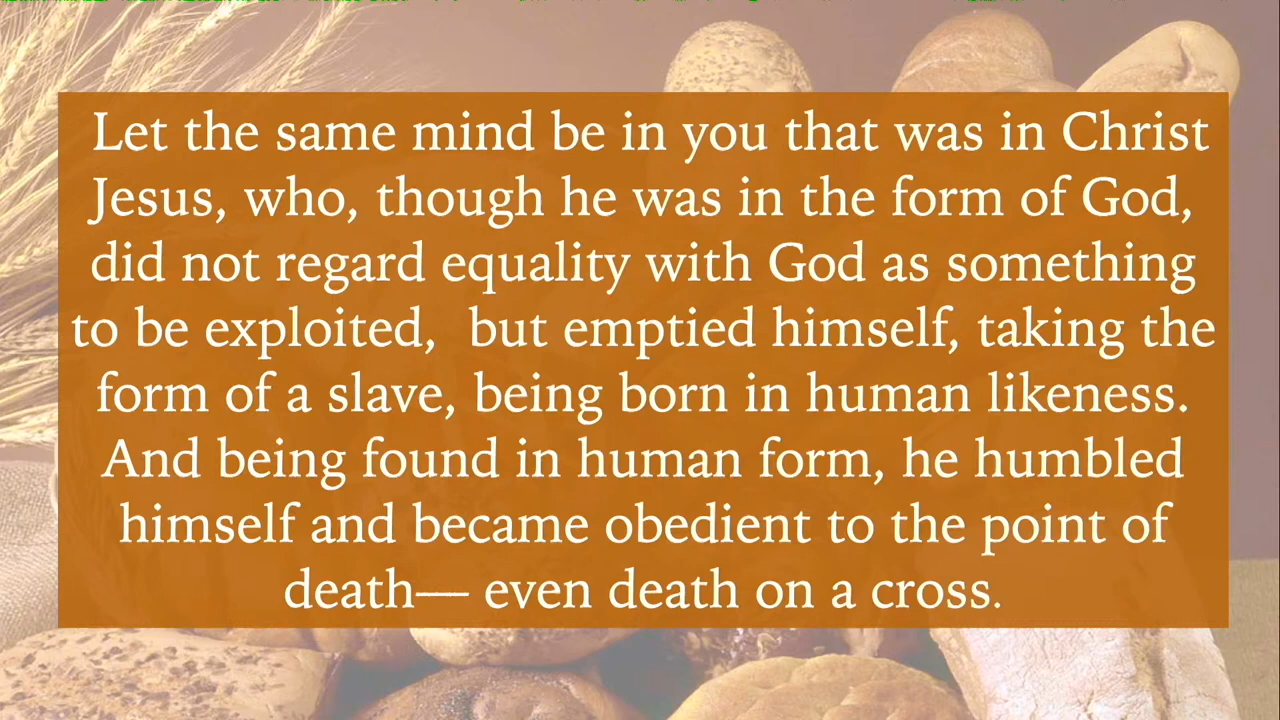 Let the same mind be in you that was in Christ
Jesus, who, though he was in the form of God,
did not regard equality with God as something
to be exploited,  but emptied himself, taking the
form of a slave, being born in human likeness.
And being found in human form, he humbled
himself and became obedient to the point of
death— even death on a cross.